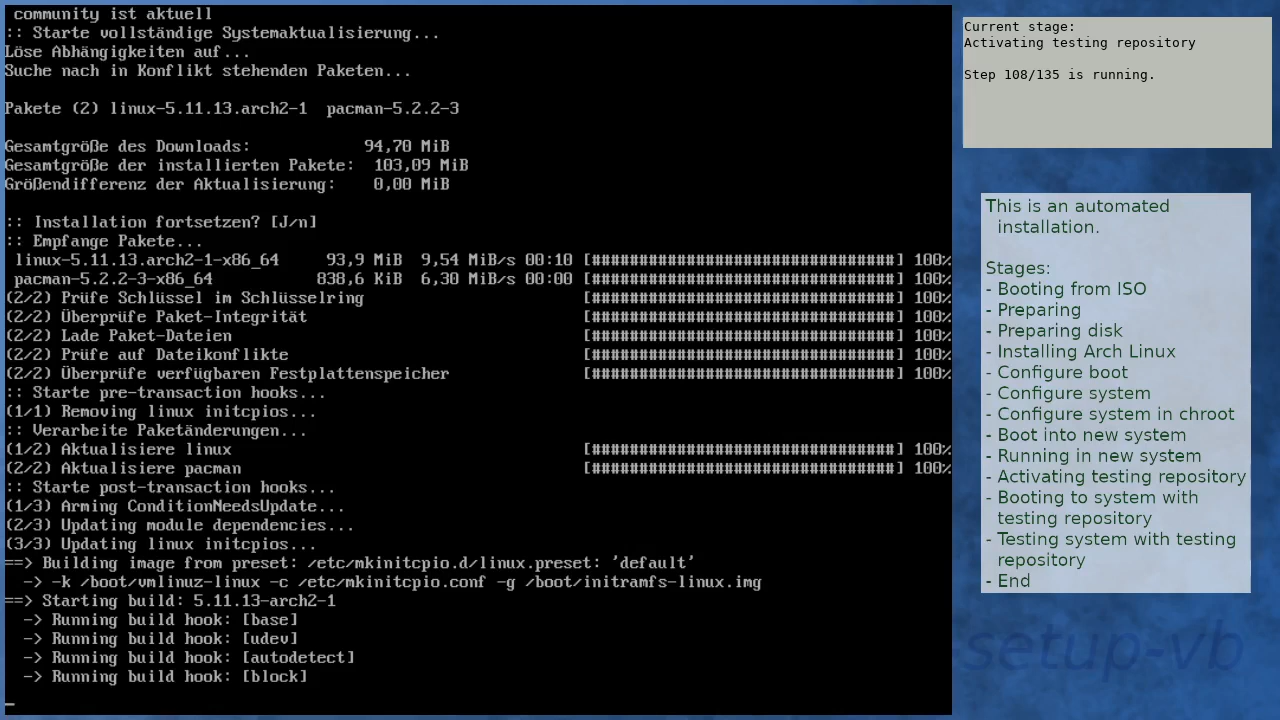 community ist aktuell
:: Starte vollständige Systemaktualisierung...
Löse Abhängigkeiten auf...
Suche nach in Konflikt stehenden Paketen...
Pakete (2) linux-5.11.13.arch2-1  pacman-5.2.2-3
Gesamtgröße des Downloads:            94,70 MiB
Gesamtgröße der installierten Pakete:  103,09 MiB
Größendifferenz der Aktualisierung:    0,00 MiB
:: Installation fortsetzen? [J/n]
:: Empfange Pakete...
linux-5.11.13.arch2-1-x86_64     93,9 MiB  9,54 MiB/s 00:10 [################################] 100%
pacman-5.2.2-3-x86_64           838,6 KiB  6,30 MiB/s 00:00 [################################] 100%
(2/2) Prüfe Schlüssel im Schlüsselring                       [################################] 100%
(2/2) Überprüfe Paket-Integrität                             [################################] 100%
(2/2) Lade Paket-Dateien                                     [################################] 100%
(2/2) Prüfe auf Dateikonflikte                               [################################] 100%
(2/2) Überprüfe verfügbaren Festplattenspeicher              [################################] 100%
:: Starte pre-transaction hooks...
(1/1) Removing linux initcpios...
:: Verarbeite Paketänderungen...
(1/2) Aktualisiere linux                                     [################################] 100%
(2/2) Aktualisiere pacman                                    [################################] 100%
:: Starte post-transaction hooks...
(1/3) Arming ConditionNeedsUpdate...
(2/3) Updating module dependencies...
(3/3) Updating linux initcpios...
==> Building image from preset: /etc/mkinitcpio.d/linux.preset: 'default'
-> -k /boot/vmlinuz-linux -c /etc/mkinitcpio.conf -g /boot/initramfs-linux.img
==> Starting build: 5.11.13-arch2-1
-> Running build hook: [base]
-> Running build hook: [udev]
-> Running build hook: [autodetect]
-> Running build hook: [block]
Current stage:
Activating testing repository
Step 108/135 is running.
This is an automated
installation.
Stages:
- Booting from ISO
- Preparing
- Preparing disk
- Installing Arch Linux
- Configure boot
- Configure system
- Configure system in chroot
- Boot into new system
- Running in new system
- Activating testing repository
- Booting to system with
testing repository
- Testing system with testing
repository
- End
setup-vb